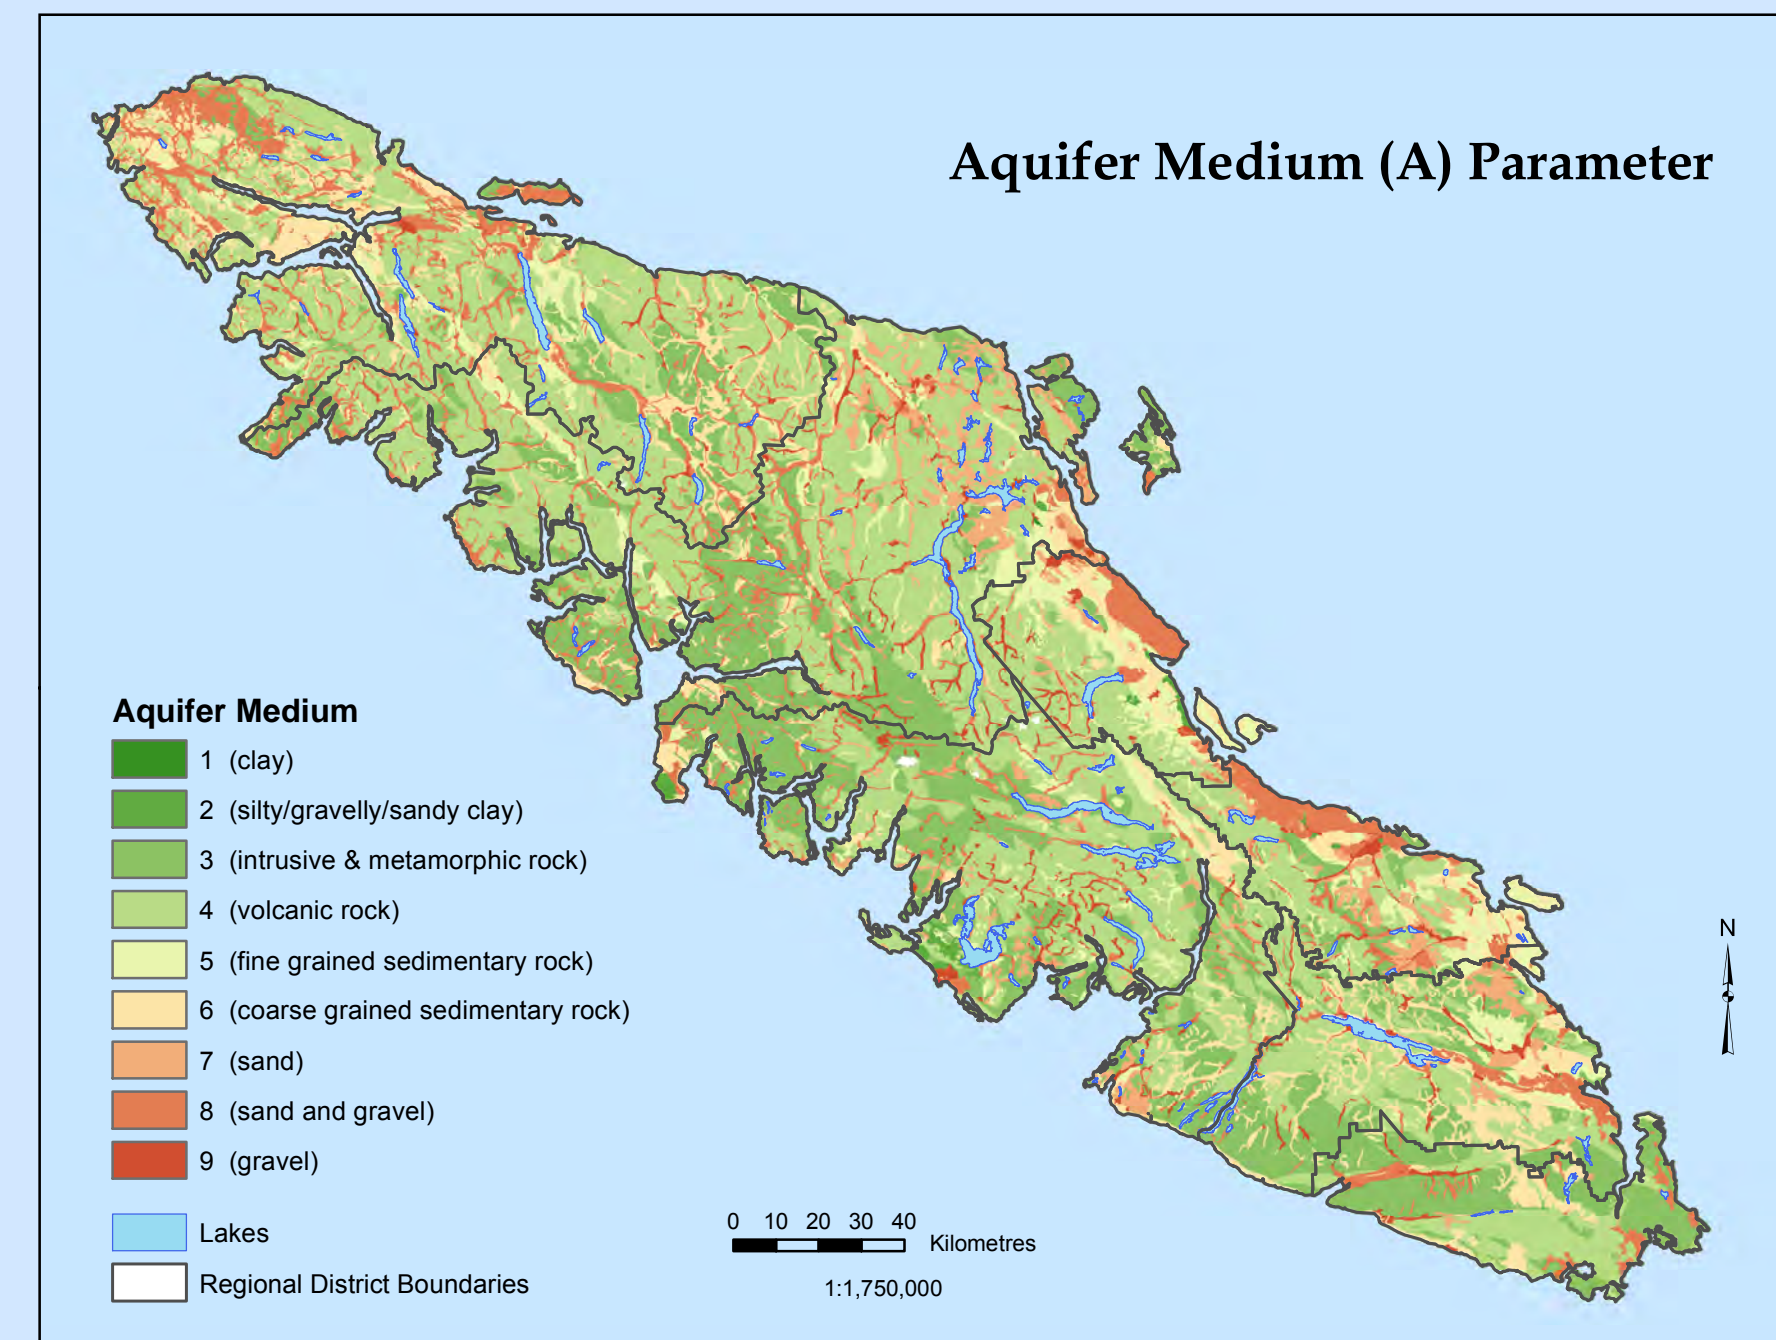 Aquifer Medium (A) Parameter
Aquifer Medium
1 (clay)
2 (silty/gravelly/sandy clay)
3 (intrusive & metamorphic rock)
4 (volcanic rock)
5 (fine grained sedimentary rock)
6 (coarse grained sedimentary rock)
7 (sand)
8 (sand and gravel)
9 (gravel)
Lakes
Regional District Boundaries
0 10 20 30 40
Kilometres
1:1,750,000
N